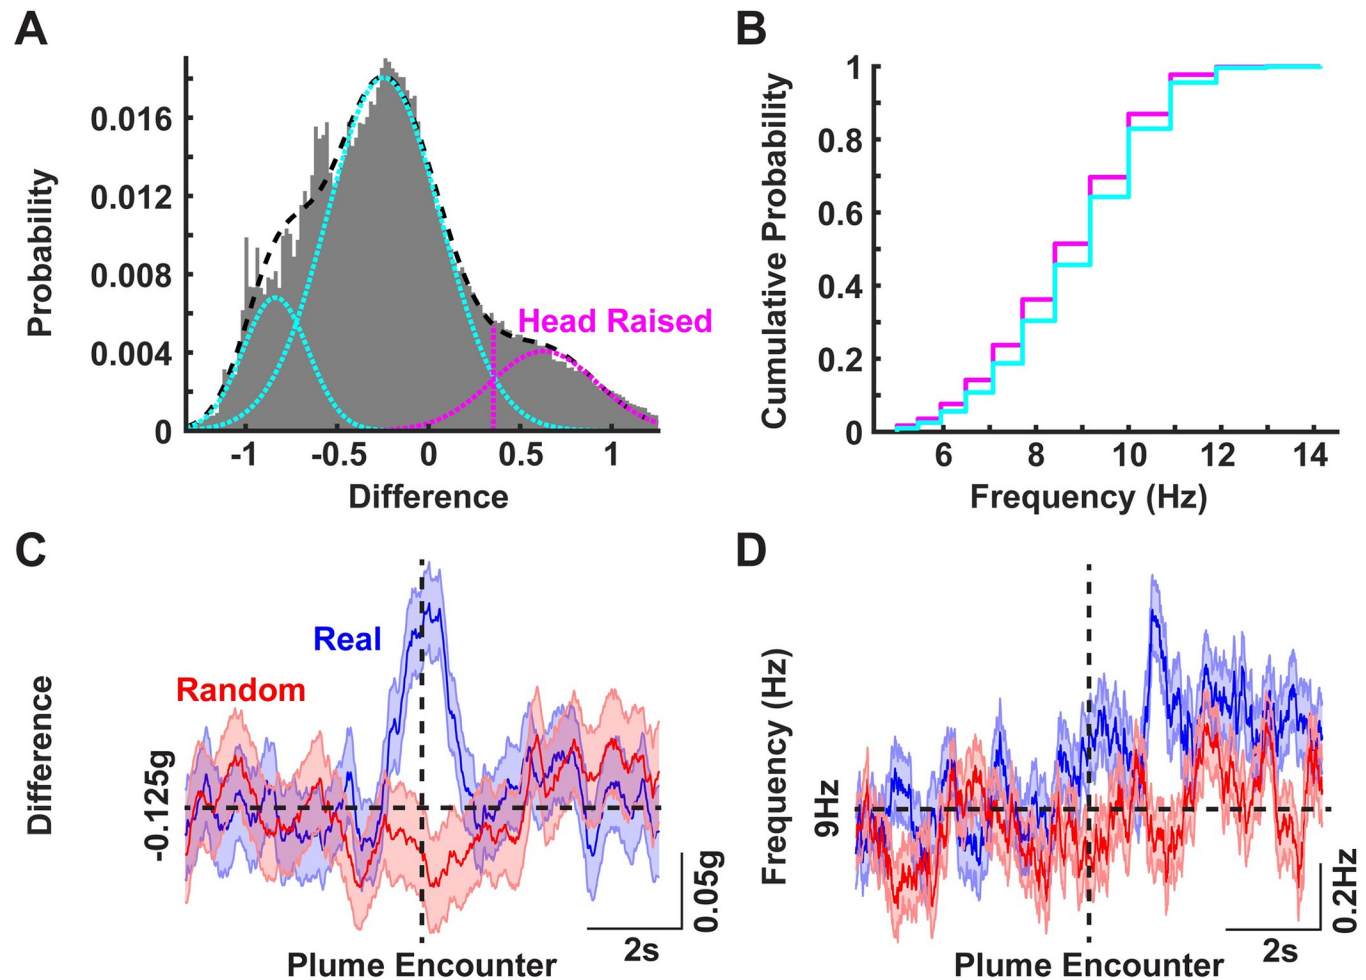 A
Probability
0.016
0.012
0.008
0.004
0
-1
-0.5
0
0.5
1
Difference
Head Raised
B
Cumulative Probability
1
0.8
0.6
0.4
0.2
0
6
8
10
12
14
Frequency (Hz)
C
Difference
-0.125g
Real
Random
0.05g
2s
Plume Encounter
D
Frequency (Hz)
9Hz
0.2Hz
2s
Plume Encounter